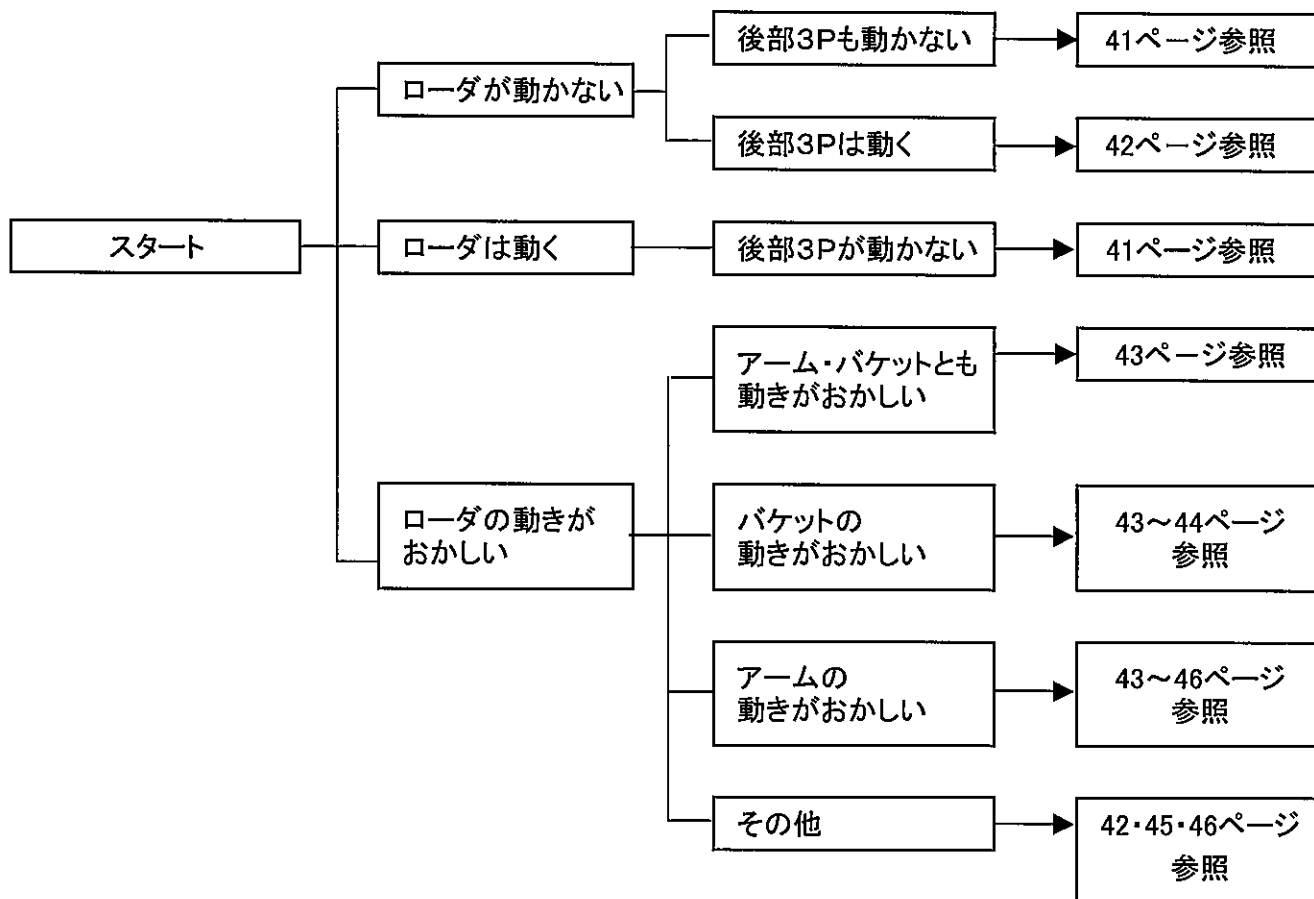 スタート
ローダが動かない
後部3Pも動かない
41ページ参照
後部3Pは動く
42ページ参照
ローダは動く
後部3Pが動かない
41ページ参照
ローダの動きが
おかしい
アーム・バケットとも
動きがおかしい
43ページ参照
バケットの
動きがおかしい
43～44ページ
参照
アームの
動きがおかしい
43～46ページ
参照
その他
42・45・46ページ
参照